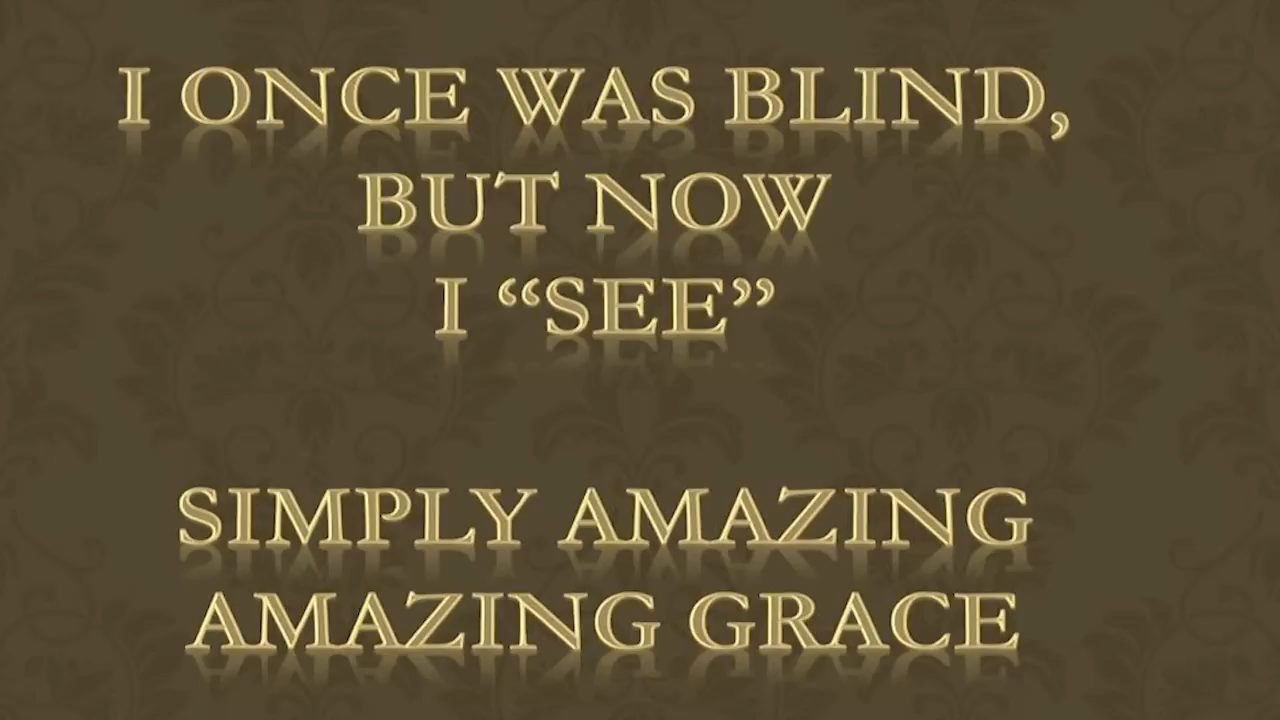 I ONCE WAS BLIND,
BUT NOW
I “SEE”
SIMPLY AMAZING
AMAZING GRACE